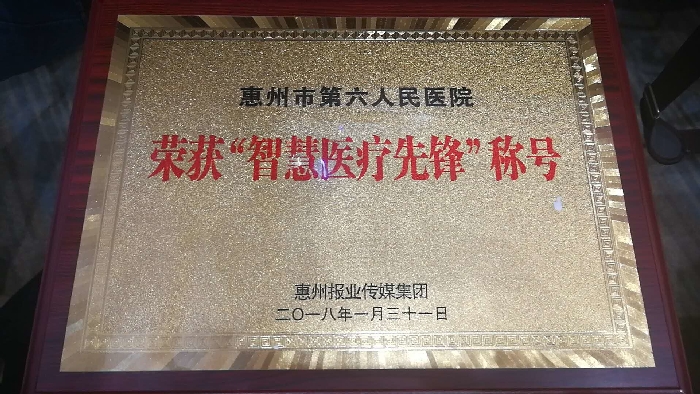 惠州市第六人民医院
荣获“智慧医疗先锋”称号
惠州报业传媒集团
二〇一八年一月三十一日